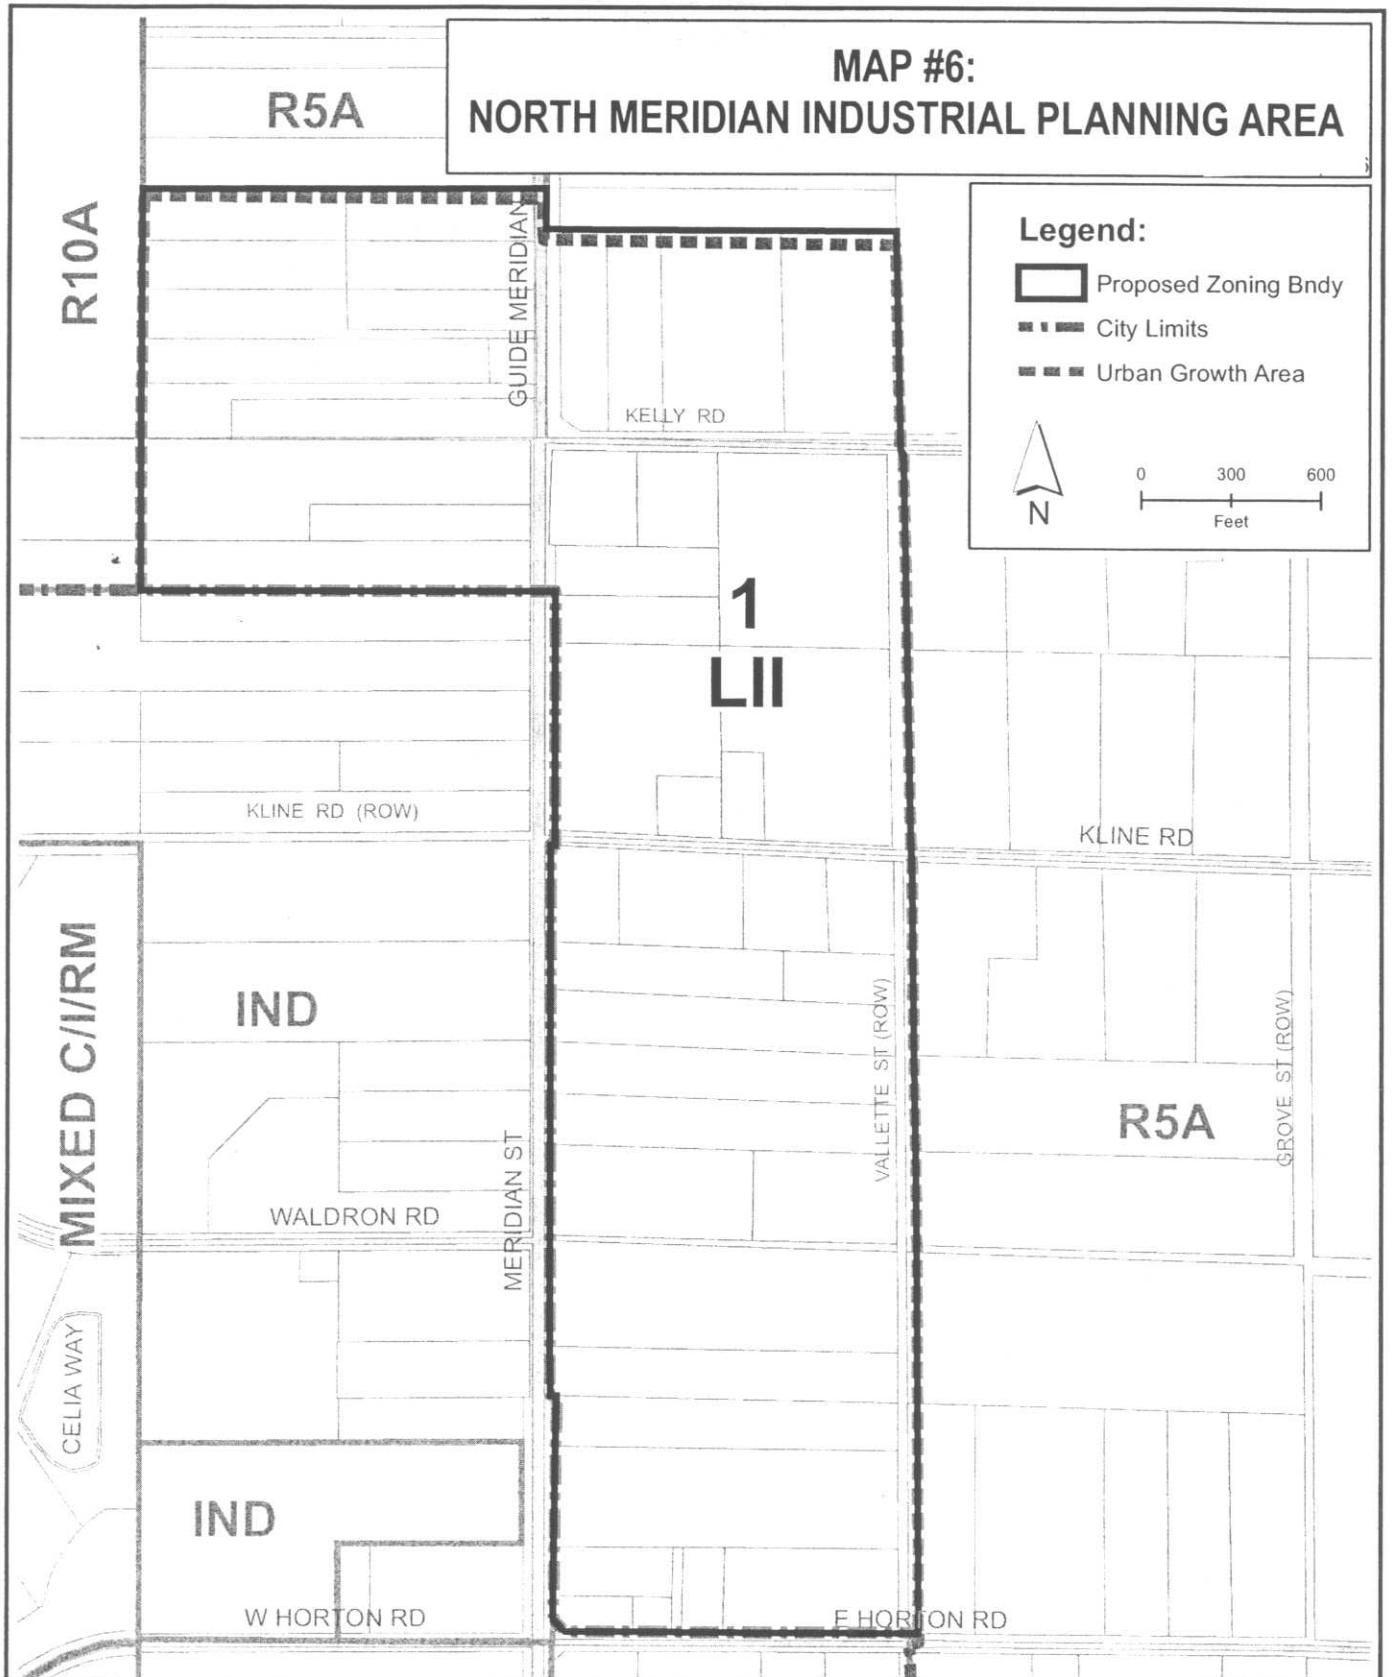 MAP #6:
NORTH MERIDIAN INDUSTRIAL PLANNING AREA
R5A
R10A
GUIDE MERIDIAN
Legend:
Proposed Zoning Bndy
City Limits
Urban Growth Area
N
0 300 600
Feet
KELLY RD
1
LII
KLINE RD (ROW)
KLINE RD
MIXED C/I/RM
IND
VALLETTE ST (ROW)
GROVE ST (ROW)
R5A
MERIDIAN ST
WALDRON RD
CELIA WAY
IND
W HORTON RD
E HORTON RD